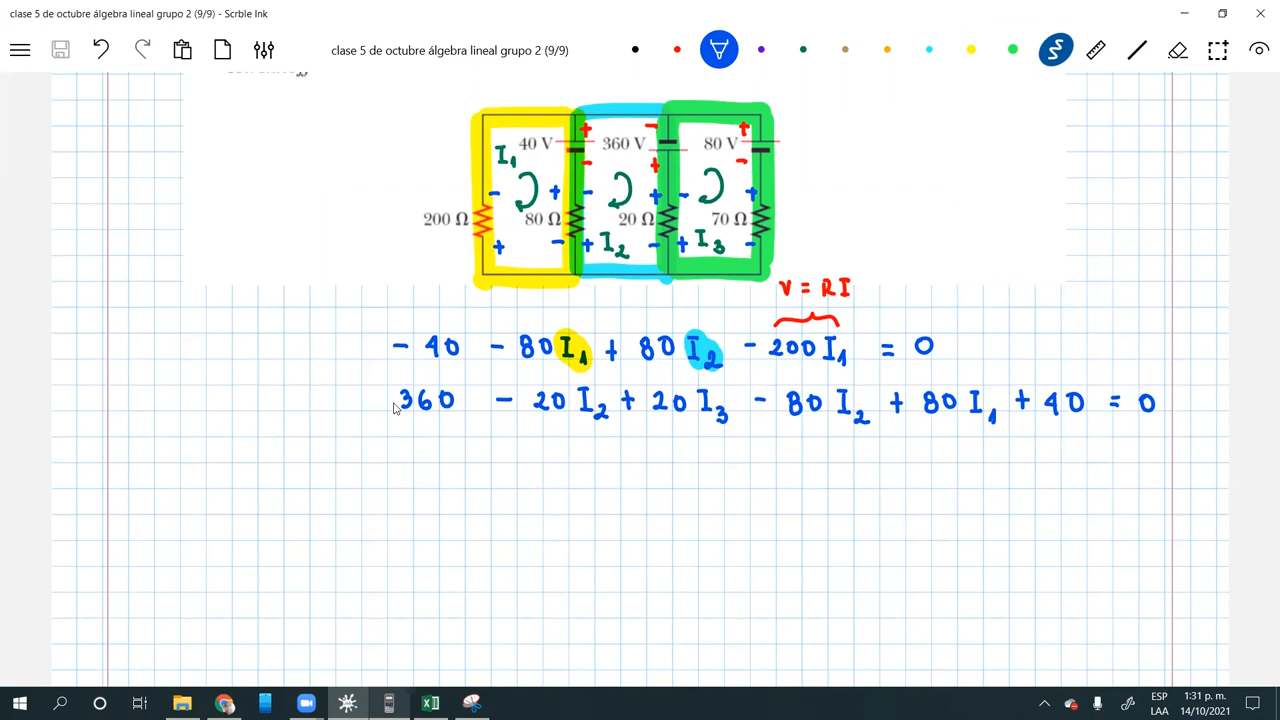 clase 5 de octubre álgebra lineal grupo 2 (9/9) - Scrble Ink
clase 5 de octubre álgebra lineal grupo 2 (9/9)
40 V 360 V 80 V
I₁
200 Ω 80 Ω 20 Ω 70 Ω
I₂ I₃
V = RI
- 40 - 80 I₁ + 80 I₂ - 200 I₁ = 0
360 - 20 I₂ + 20 I₃ - 80 I₂ + 80 I₁ + 40 = 0
ESP 1:31 p. m.
LAA 14/10/2021